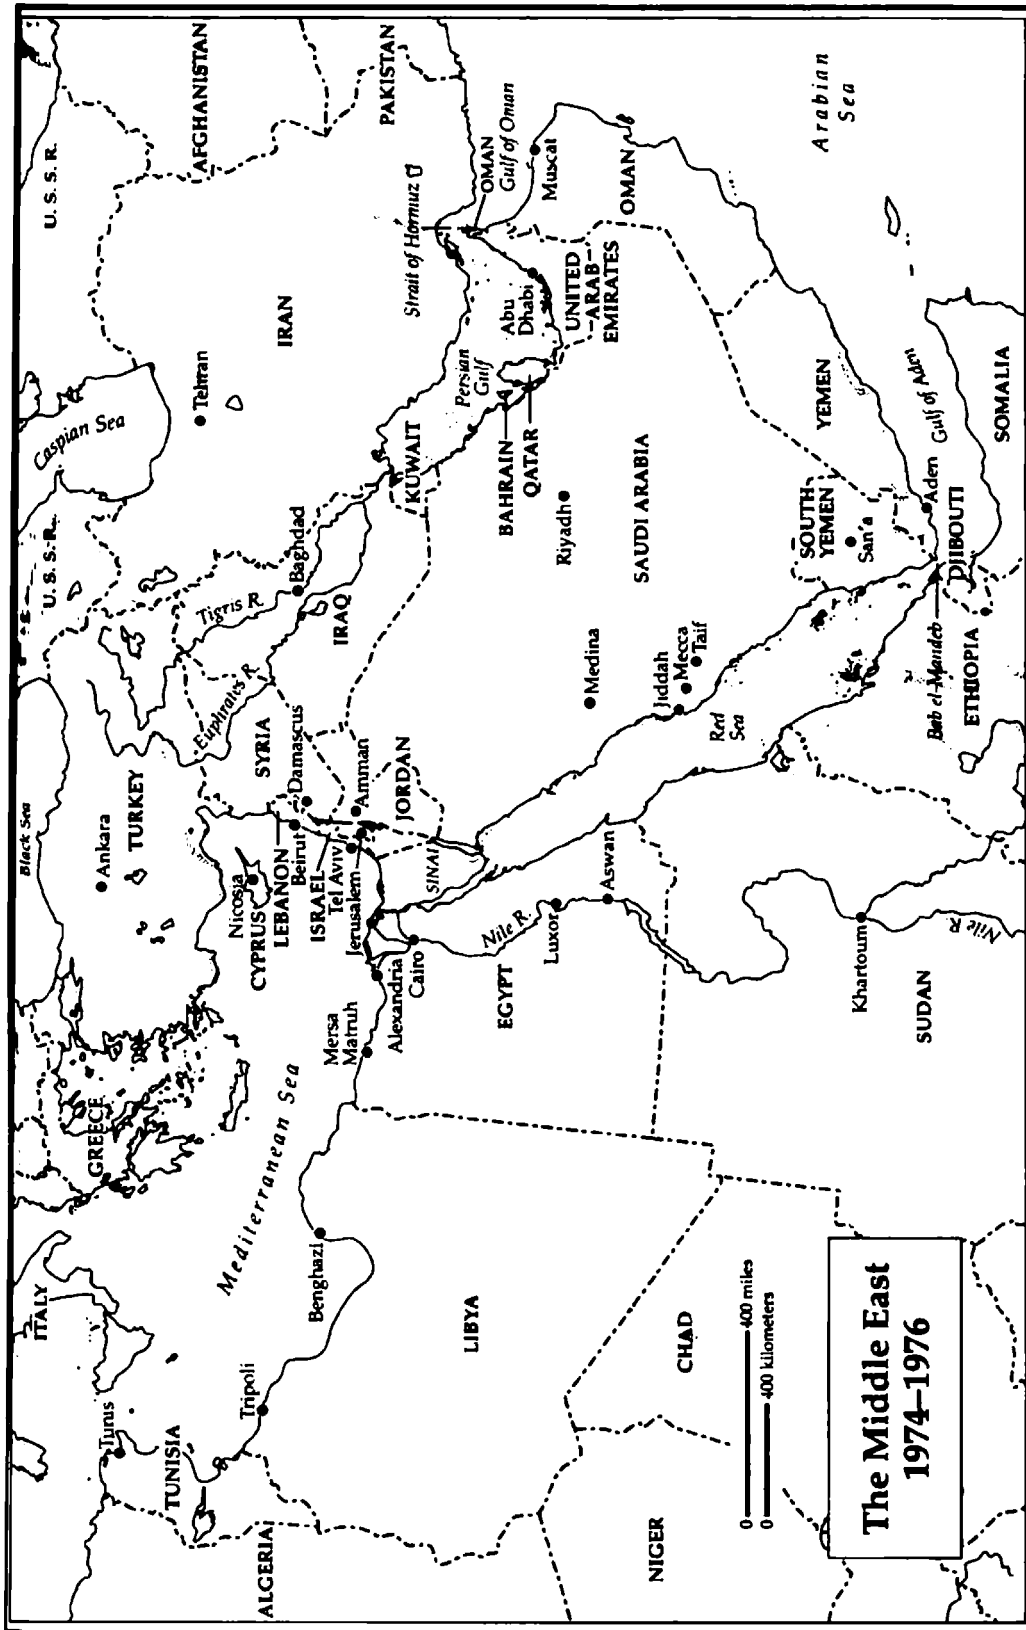 U.S.S.R.
U.S.S.R.
Black Sea
Caspian Sea
AFGHANISTAN
PAKISTAN
ITALY
GREECE
Ankara
TURKEY
Tehran
IRAN
Tunis
TUNISIA
ALGERIA
Tripoli
Benghazi
Mediterranean Sea
Nicosia
CYPRUS
LEBANON
Beirut
ISRAEL
Tel Aviv
Jerusalem
SYRIA
Damascus
Amman
JORDAN
Euphrates R.
Tigris R.
Baghdad
IRAQ
KUWAIT
Persian
Gulf
Strait of Hormuz
OMAN
Gulf of Oman
Muscat
OMAN
Abu
Dhabi
UNITED
ARAB
EMIRATES
BAHRAIN
QATAR
Riyadh
SAUDI ARABIA
Medina
Jiddah
Mecca
Taif
Red
Sea
SINAI
Mersa
Matruh
Alexandria
Cairo
EGYPT
Nile R.
Luxor
Aswan
LIBYA
CHAD
NIGER
SUDAN
Khartoum
Nile R.
ETHIOPIA
Bab el-Mandeb
DJIBOUTI
SOMALIA
Aden
Gulf of Aden
San'a
SOUTH
YEMEN
YEMEN
Arabian
Sea
0 400 miles
0 400 kilometers
The Middle East
1974–1976